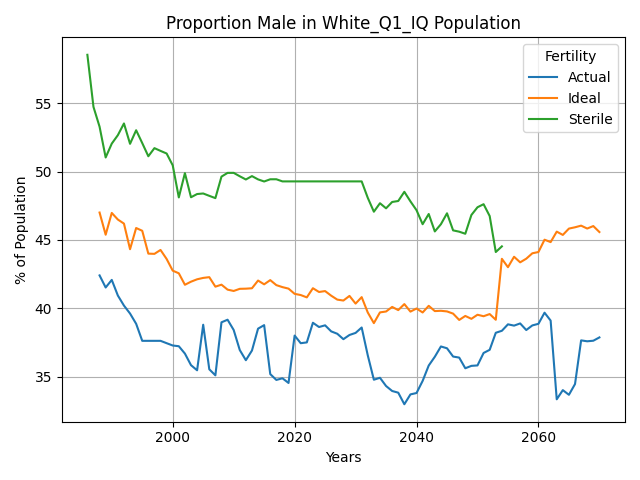 Proportion Male in White_Q1_IQ Population
Fertility
Actual
Ideal
Sterile
% of Population
55
50
45
40
35
2000
2020
2040
2060
Years